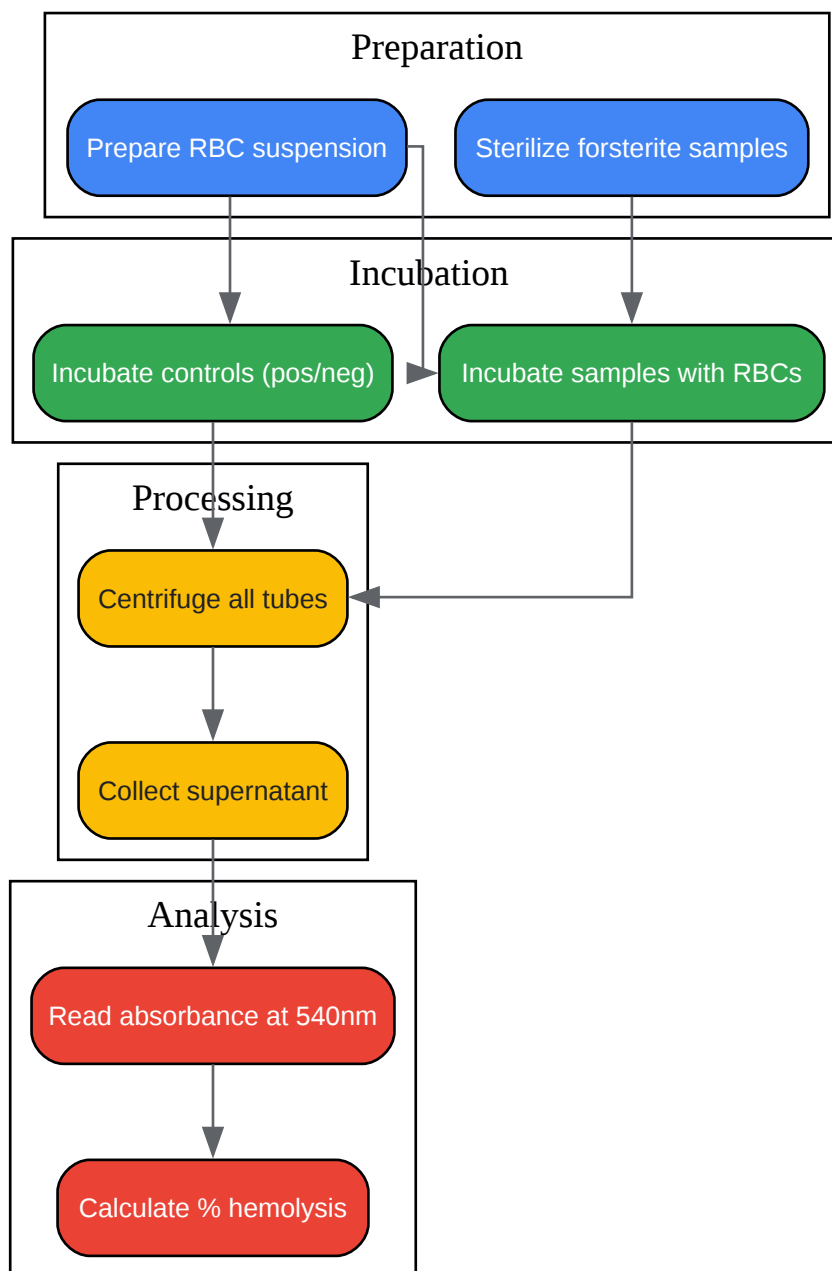 Preparation
Prepare RBC suspension
Sterilize forsterite samples
Incubation
Incubate controls (pos/neg)
Incubate samples with RBCs
Processing
Centrifuge all tubes
Collect supernatant
Analysis
Read absorbance at 540nm
Calculate % hemolysis